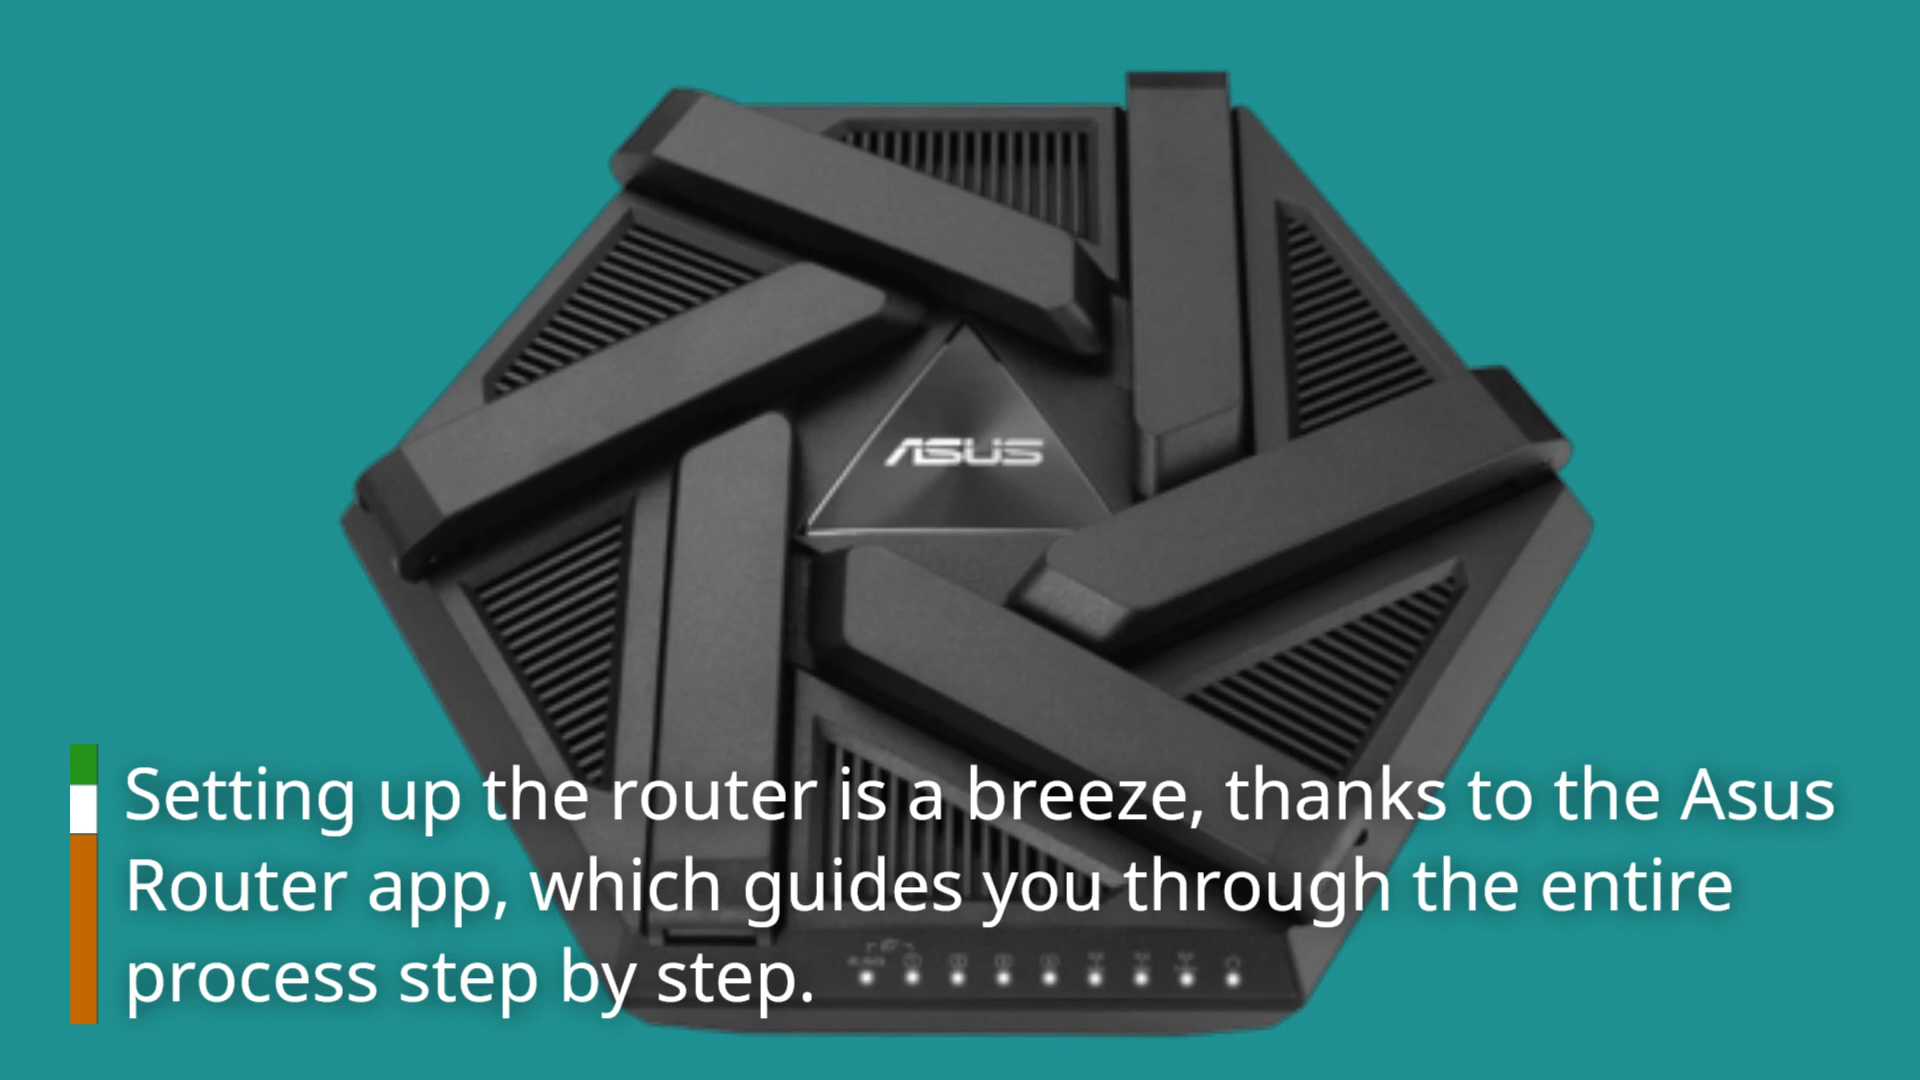 ASUS
Setting up the router is a breeze, thanks to the Asus
Router app, which guides you through the entire
process step by step.